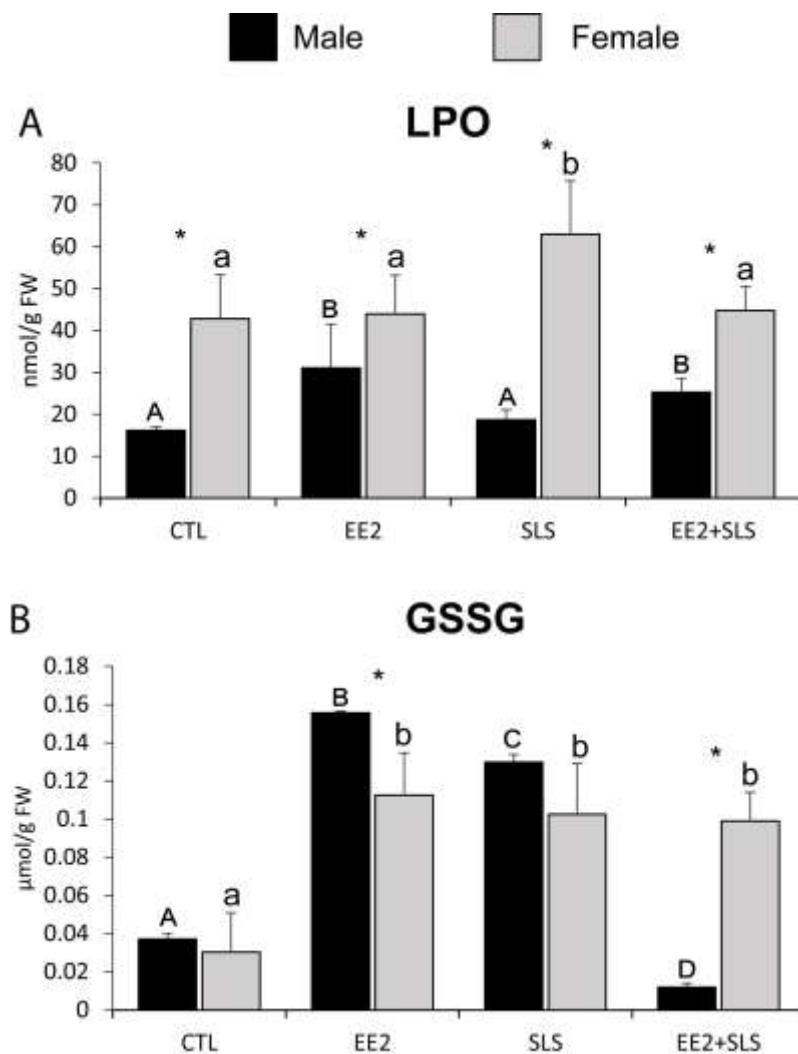 Male Female
A LPO
80
70
60
50
40
30
20
10
0
nmol/g FW
* * * *
A a B a A b B a
CTL EE2 SLS EE2+SLS
B GSSG
0.18
0.16
0.14
0.12
0.1
0.08
0.06
0.04
0.02
0
µmol/g FW
* *
A a B b C b D b
CTL EE2 SLS EE2+SLS